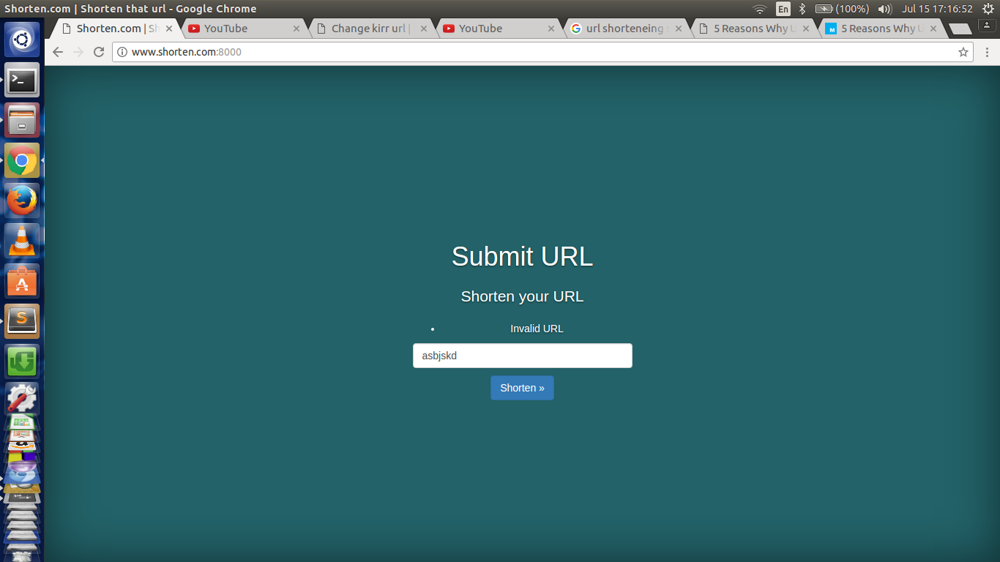 Shorten.com | Shorten that url - Google Chrome
En (100%) Jul 15 17:16:52
Shorten.com | Sh
YouTube
Change kirr url |
YouTube
url shorteneing s
5 Reasons Why U
5 Reasons Why U
www.shorten.com:8000
Submit URL
Shorten your URL
• Invalid URL
asbjskd
Shorten »